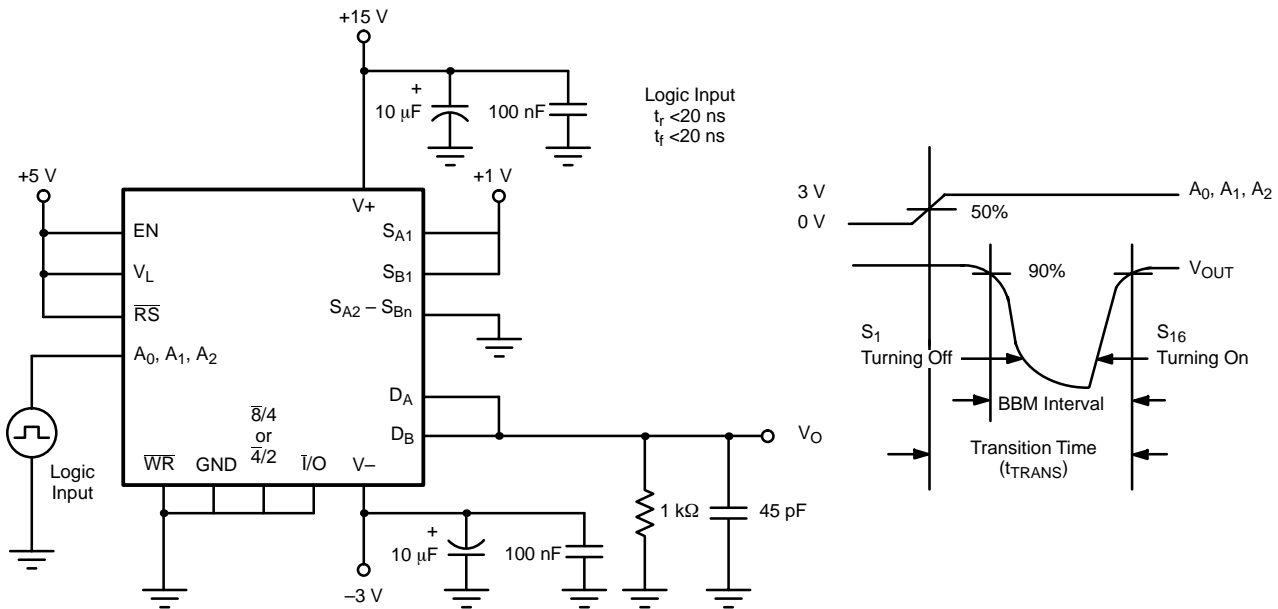 +15 V
+
10 μF
100 nF
Logic Input
tr <20 ns
tf <20 ns
+5 V
+1 V
V+
EN
VL
RS
A0, A1, A2
SA1
SB1
SA2 – SBn
DA
DB
8/4
or
4/2
WR
GND
I/O
V–
Logic
Input
VO
1 kΩ
45 pF
+
10 μF
100 nF
–3 V
3 V
0 V
50%
A0, A1, A2
90%
VOUT
S1
Turning Off
S16
Turning On
BBM Interval
Transition Time
(tTRANS)